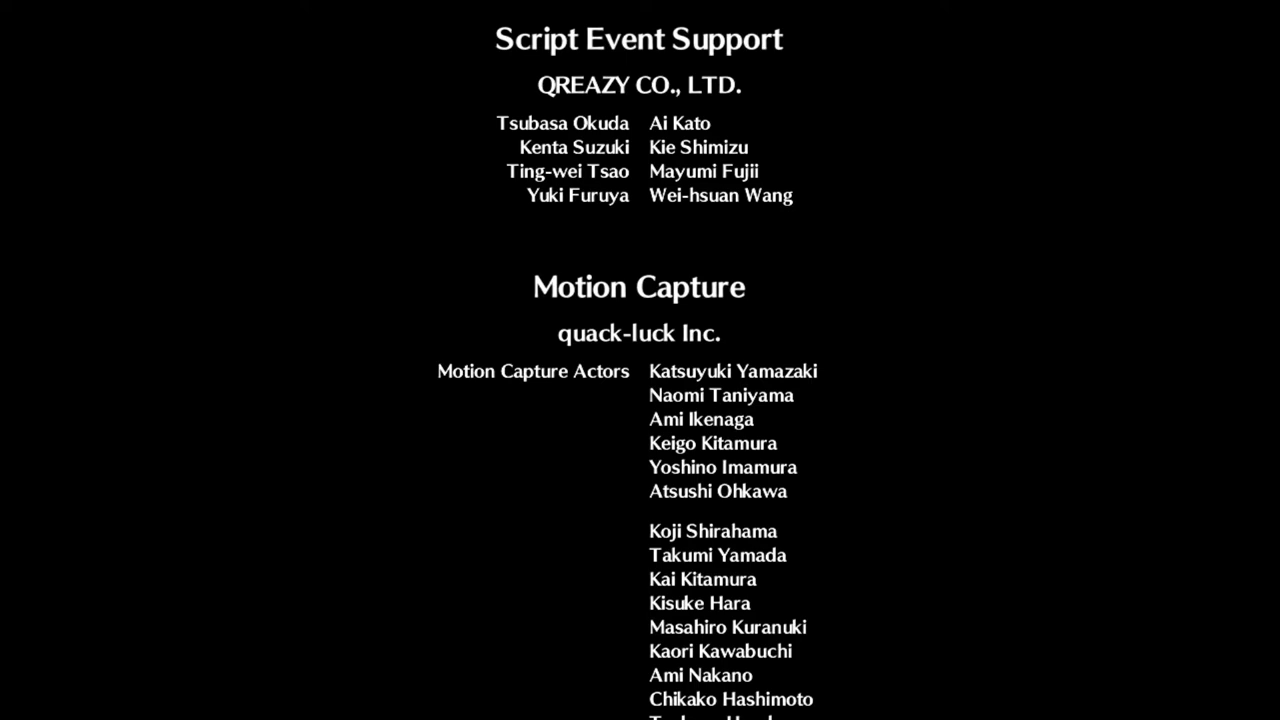 Script Event Support
QREAZY CO., LTD.
Tsubasa Okuda Ai Kato
Kenta Suzuki Kie Shimizu
Ting-wei Tsao Mayumi Fujii
Yuki Furuya Wei-hsuan Wang
Motion Capture
quack-luck Inc.
Motion Capture Actors Katsuyuki Yamazaki
Naomi Taniyama
Ami Ikenaga
Keigo Kitamura
Yoshino Imamura
Atsushi Ohkawa
Koji Shirahama
Takumi Yamada
Kai Kitamura
Kisuke Hara
Masahiro Kuranuki
Kaori Kawabuchi
Ami Nakano
Chikako Hashimoto